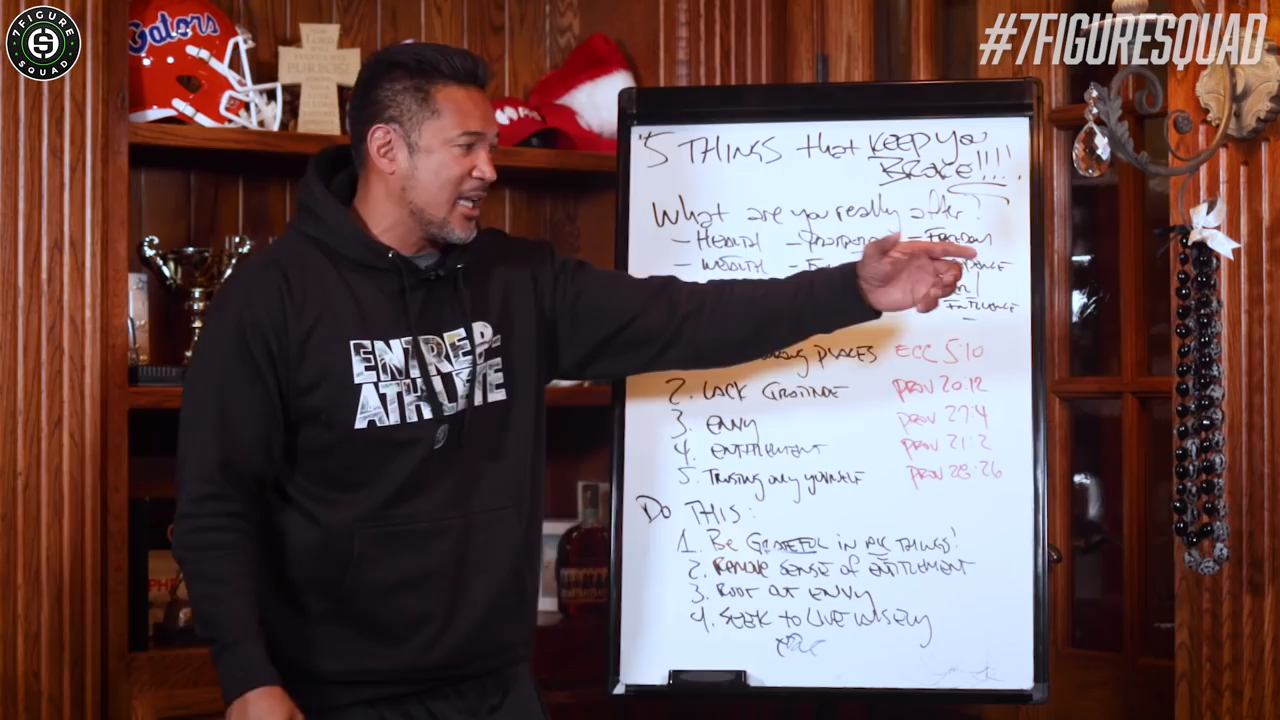 7FIGURE
SQUAD
#7FIGURESQUAD
Gators
ENTREP.
ATHLETE
5 THINGS that KEEP YOU
BROKE!!!!
What are you really after?
- HEALTH - - FREEDOM
- WEALTH -
INFLUENCE
PLACES ECC 5:10
2. LACK GRATITUDE PROV 20:12
3. ENVY PROV 27:4
4. ENTITLEMENT PROV 21:2
5. TRUSTING only YOURSELF PROV 28:26
DO THIS:
1. Be GRATEFUL in ALL THINGS!
2. REMOVE SENSE OF ENTITLEMENT
3. ROOT OUT ENVY
4. SEEK to LIVE WISELY